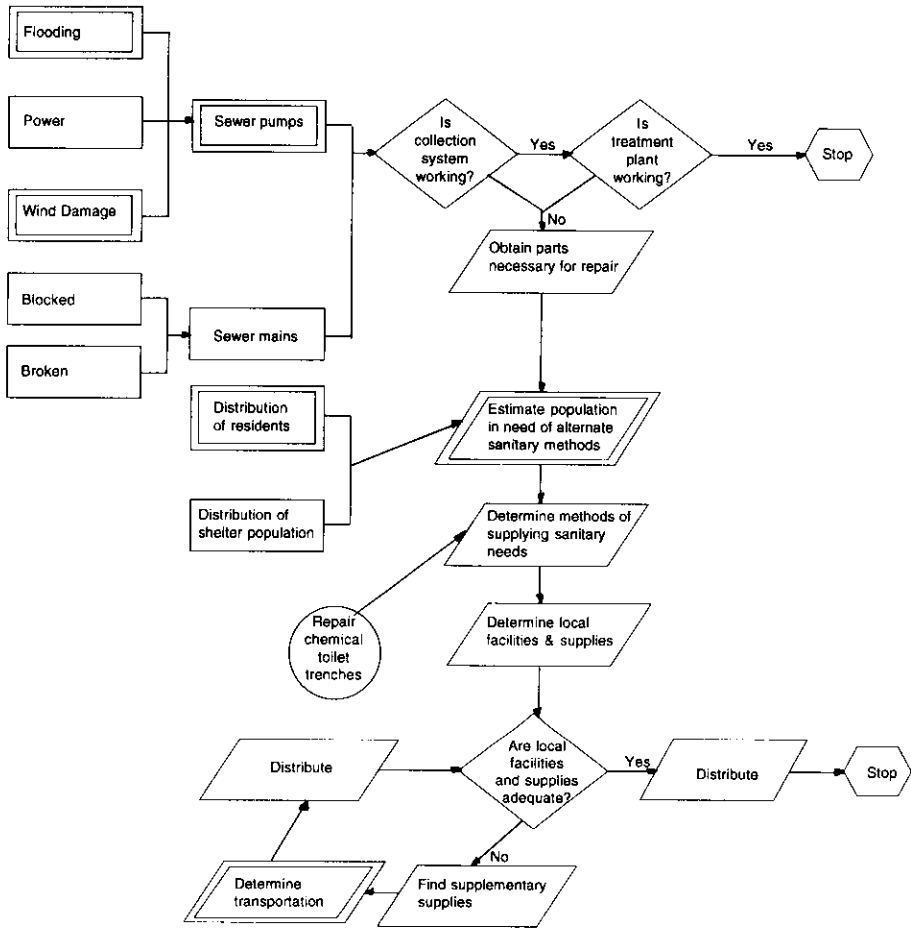 Flooding
Power
Wind Damage
Blocked
Broken
Sewer pumps
Sewer mains
Is
collection
system
working?
Yes
Is
treatment
plant
working?
Yes
Stop
No
Obtain parts
necessary for repair
Distribution
of residents
Distribution of
shelter population
Estimate population
in need of alternate
sanitary methods
Determine methods of
supplying sanitary
needs
Repair
chemical
toilet
trenches
Determine local
facilities & supplies
Are local
facilities
and supplies
adequate?
Yes
Distribute
Stop
No
Find supplementary
supplies
Determine
transportation
Distribute